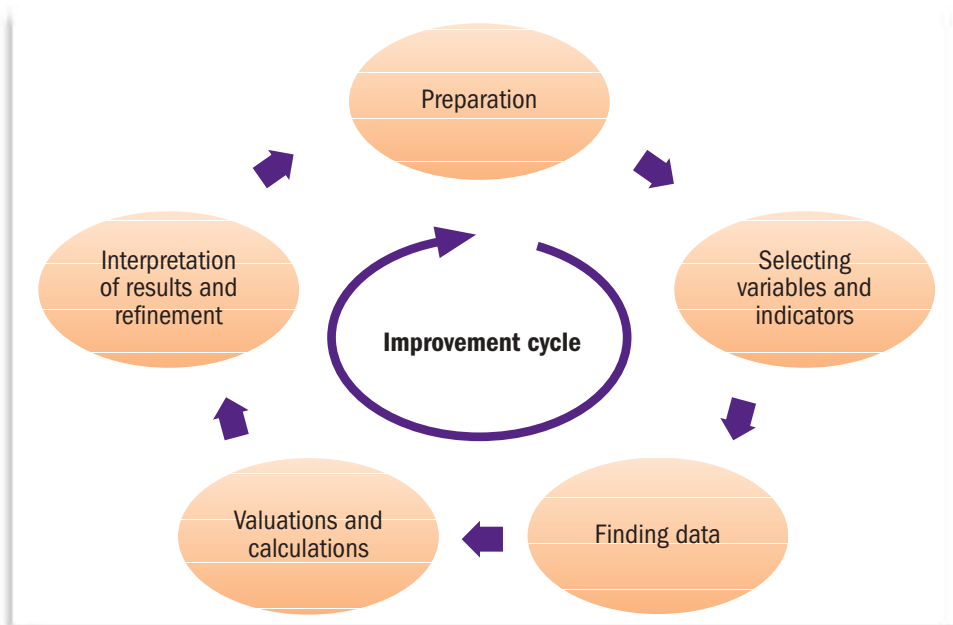 Preparation
Selecting
variables and
indicators
Finding data
Valuations and
calculations
Interpretation
of results and
refinement
Improvement cycle